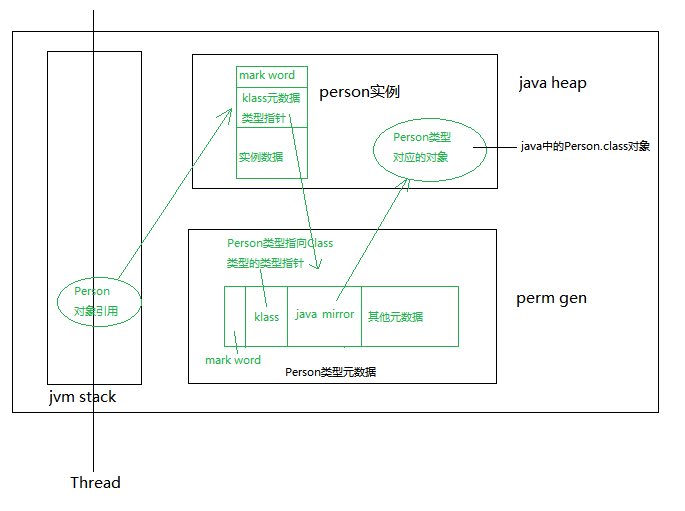 mark word
klass元数据
类型指针
实例数据
person实例
java heap
Person类型
对应的对象
java中的Person.class对象
Person类型指向Class
类型的类型指针
Person
对象引用
klass
java mirror
其他元数据
perm gen
mark word
Person类型元数据
jvm stack
Thread